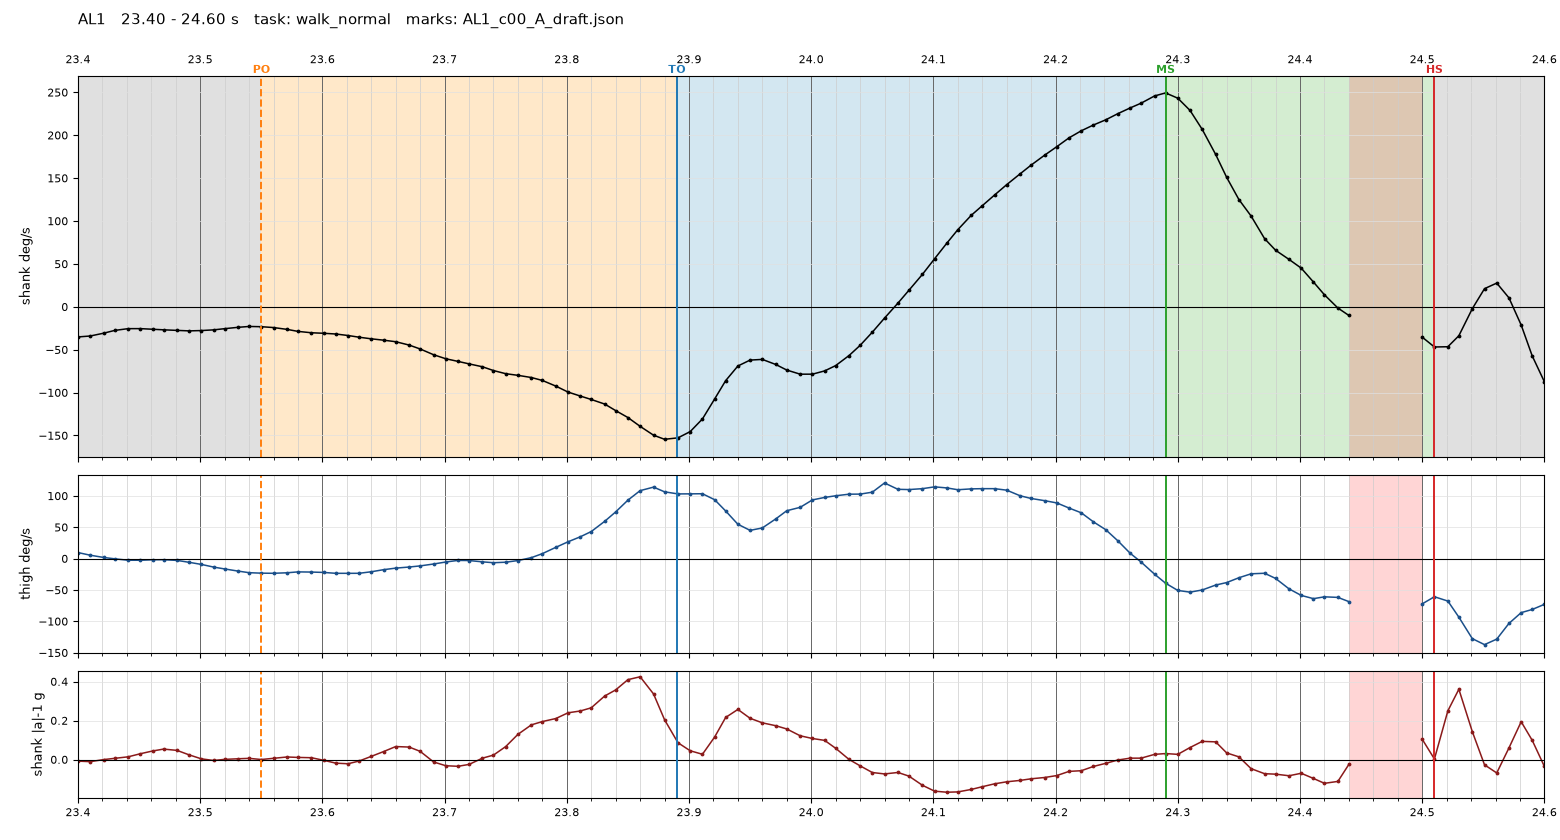 AL1 23.40 - 24.60 s task: walk_normal marks: AL1_c00_A_draft.json
23.4 23.5 23.6 23.7 23.8 23.9 24.0 24.1 24.2 24.3 24.4 24.5 24.6
PO TO MS HS
shank deg/s
250
200
150
100
50
0
−50
−100
−150
thigh deg/s
100
50
0
−50
−100
−150
shank |a|-1 g
0.4
0.2
0.0
23.4 23.5 23.6 23.7 23.8 23.9 24.0 24.1 24.2 24.3 24.4 24.5 24.6